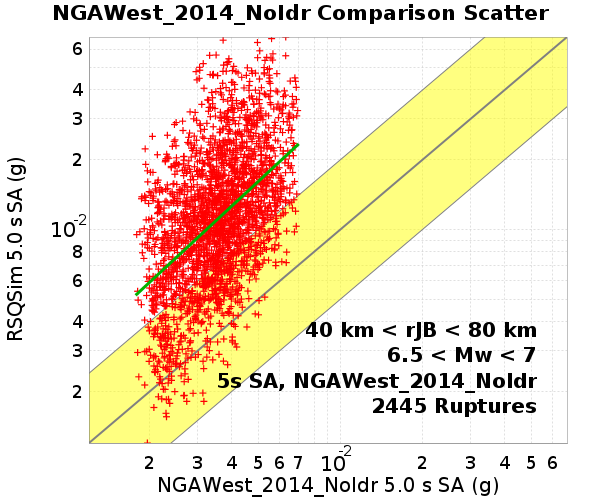 NGAWest_2014_NoIdr Comparison Scatter
RSQSim 5.0 s SA (g)
6
4
3
2
10-2
8
6
4
3
2
40 km < rJB < 80 km
6.5 < Mw < 7
5s SA, NGAWest_2014_NoIdr
2445 Ruptures
2 3 4 5 6 7 10-2 2 3 4 5 6
NGAWest_2014_NoIdr 5.0 s SA (g)